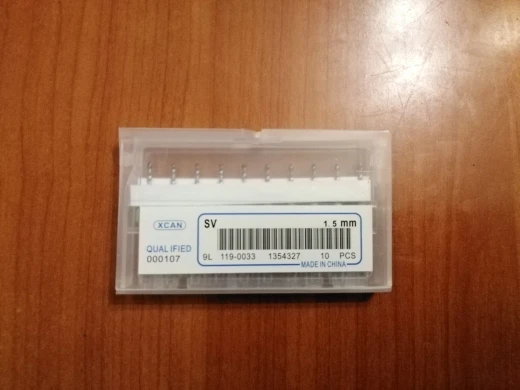 XCAN
QUALIFIED
000107
SV 1.5 mm
9L 119-0033 1354327 10 PCS
MADE IN CHINA